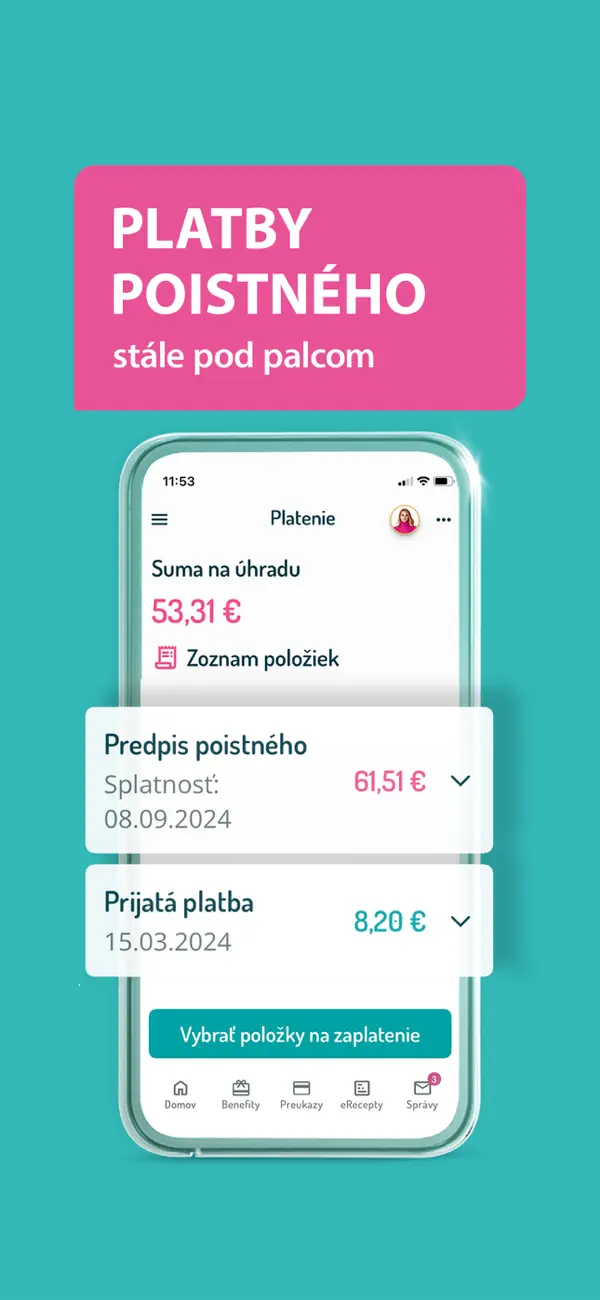 PLATBY
POISTNÉHO
stále pod palcom
11:53
Platenie
Suma na úhradu
53,31 €
Zoznam položiek
Predpis poistného
Splatnosť:
61,51 €
08.09.2024
Prijatá platba
8,20 €
15.03.2024
Vybrať položky na zaplatenie
3
Domov Benefity Preukazy eRecepty Správy